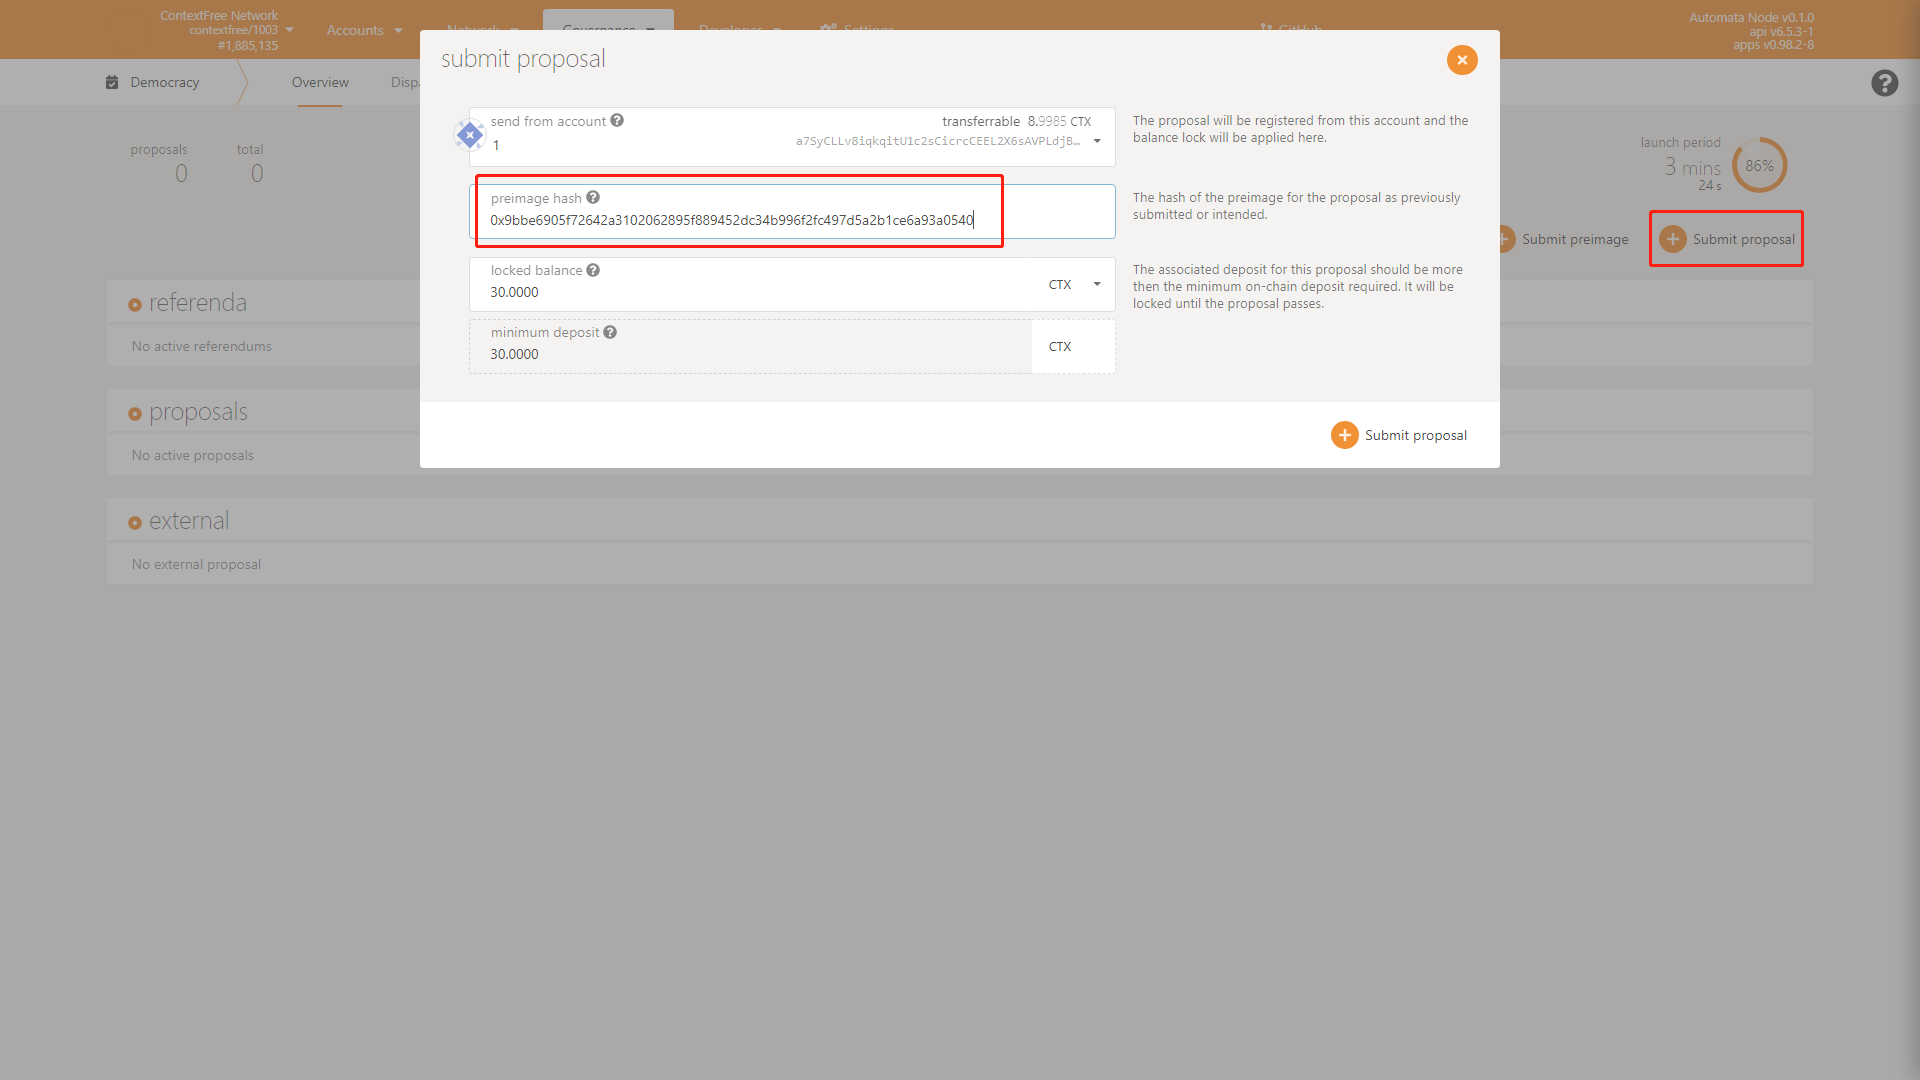 ContextFree Network
contextfree/1003
#1,885,135
Accounts
Network
Governance
Developer
Settings
GitHub
Automata Node v0.1.0
api v6.5.3-1
apps v0.98.2-8
Democracy
Overview
Disp
proposals
0
total
0
launch period
3 mins
24 s
86%
Submit preimage
Submit proposal
referenda
No active referendums
proposals
No active proposals
external
No external proposal
submit proposal
send from account
1
transferrable 8.9985 CTX
a7SyCLLv8iqkqitU1c2sCicrcCEEL2X6sAVPLdjB…
The proposal will be registered from this account and the
balance lock will be applied here.
preimage hash
0x9bbe6905f72642a3102062895f889452dc34b996f2fc497d5a2b1ce6a93a0540
The hash of the preimage for the proposal as previously
submitted or intended.
locked balance
30.0000
CTX
The associated deposit for this proposal should be more
then the minimum on-chain deposit required. It will be
locked until the proposal passes.
minimum deposit
30.0000
CTX
Submit proposal